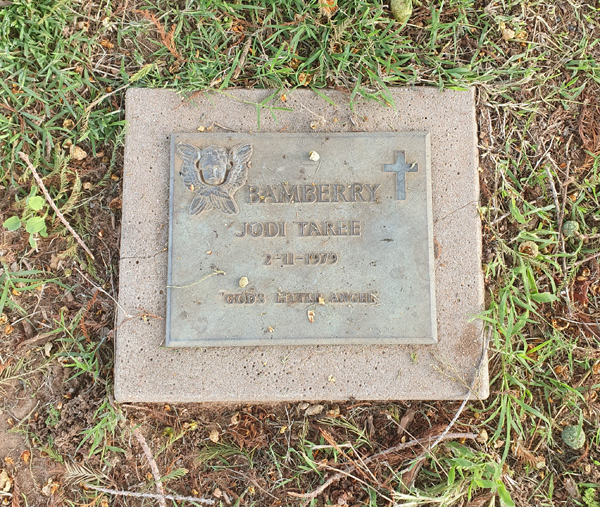 BAMBERRY
JODI TAREE
2-11-1979
"GOD'S LITTLE ANGEL"